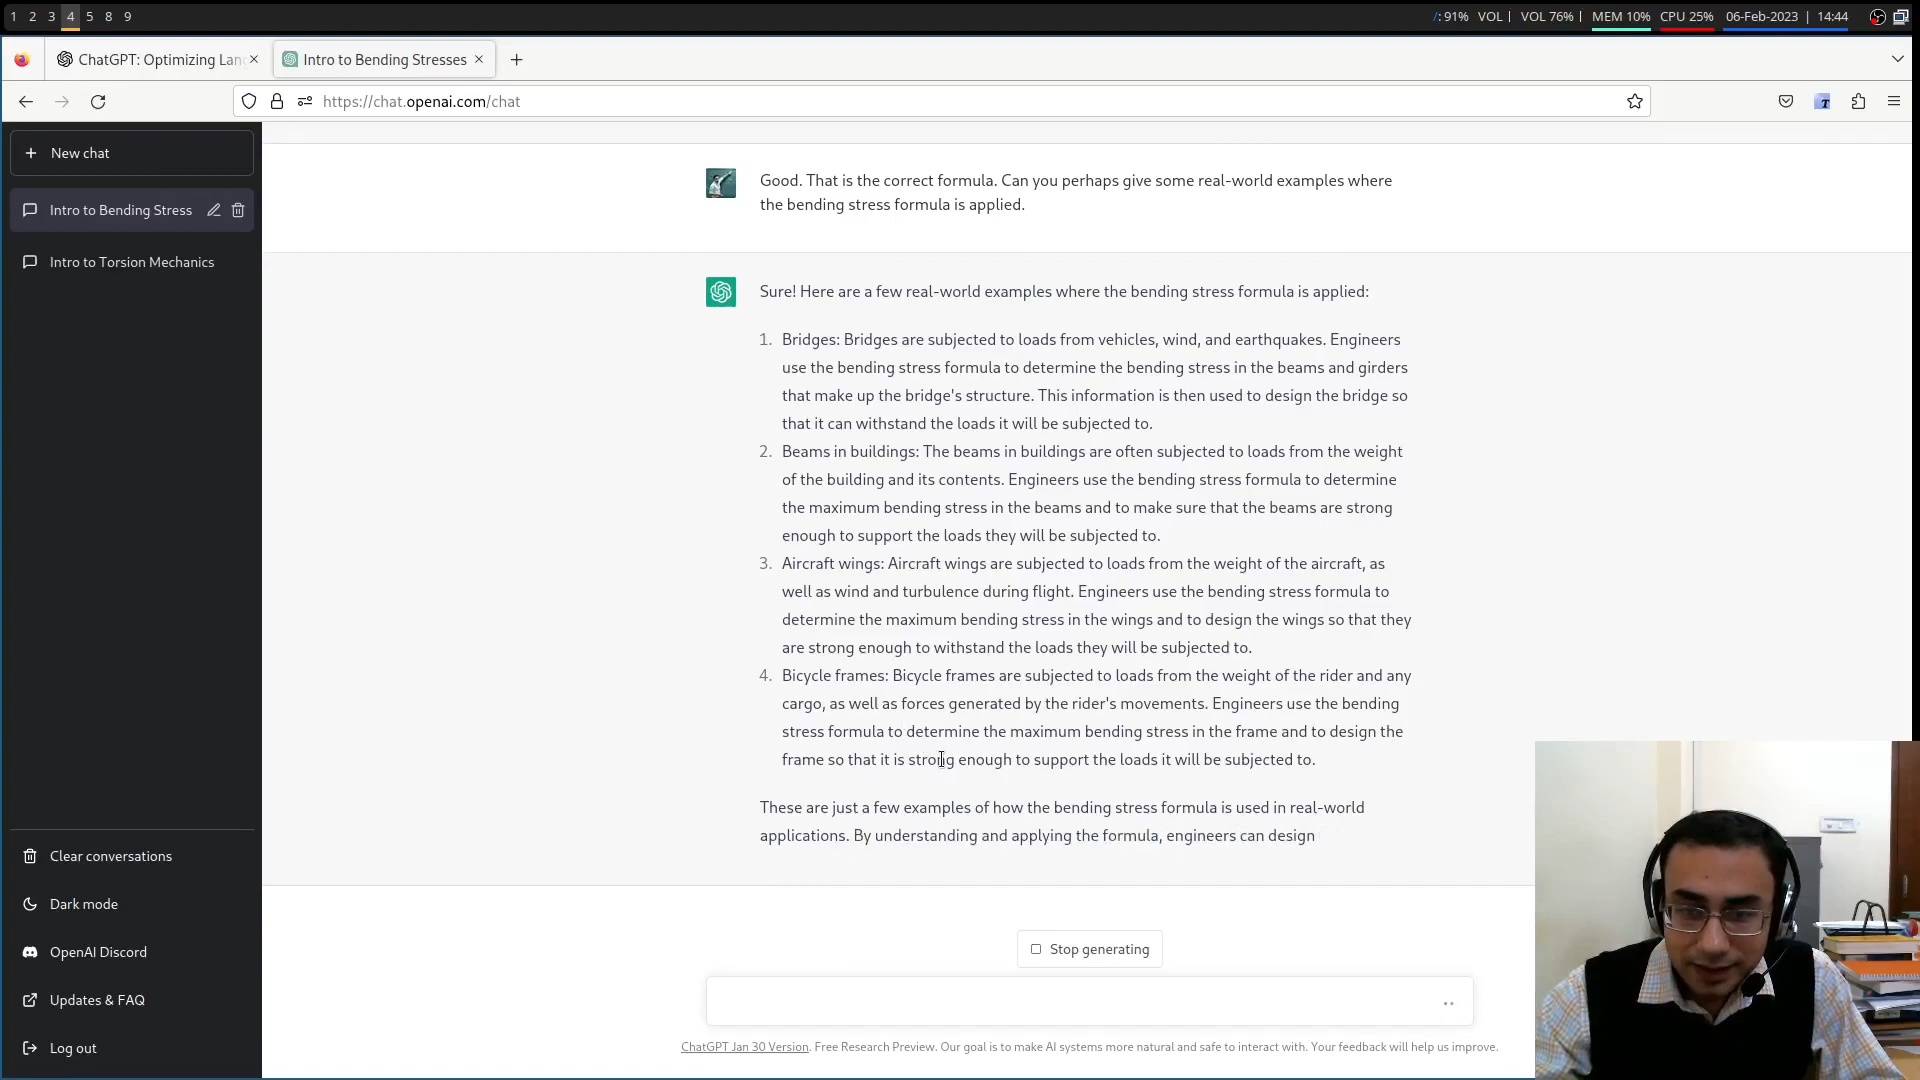 1 2 3 4 5 8 9
/: 91% VOL | VOL 76% | MEM 10% CPU 25% 06-Feb-2023 | 14:44
ChatGPT: Optimizing Lan
Intro to Bending Stresses
https://chat.openai.com/chat
New chat
Intro to Bending Stress
Intro to Torsion Mechanics
Good. That is the correct formula. Can you perhaps give some real-world examples where
the bending stress formula is applied.
Sure! Here are a few real-world examples where the bending stress formula is applied:
1. Bridges: Bridges are subjected to loads from vehicles, wind, and earthquakes. Engineers
use the bending stress formula to determine the bending stress in the beams and girders
that make up the bridge's structure. This information is then used to design the bridge so
that it can withstand the loads it will be subjected to.
2. Beams in buildings: The beams in buildings are often subjected to loads from the weight
of the building and its contents. Engineers use the bending stress formula to determine
the maximum bending stress in the beams and to make sure that the beams are strong
enough to support the loads they will be subjected to.
3. Aircraft wings: Aircraft wings are subjected to loads from the weight of the aircraft, as
well as wind and turbulence during flight. Engineers use the bending stress formula to
determine the maximum bending stress in the wings and to design the wings so that they
are strong enough to withstand the loads they will be subjected to.
4. Bicycle frames: Bicycle frames are subjected to loads from the weight of the rider and any
cargo, as well as forces generated by the rider's movements. Engineers use the bending
stress formula to determine the maximum bending stress in the frame and to design the
frame so that it is strong enough to support the loads it will be subjected to.
These are just a few examples of how the bending stress formula is used in real-world
applications. By understanding and applying the formula, engineers can design
Clear conversations
Dark mode
OpenAI Discord
Updates & FAQ
Log out
Stop generating
ChatGPT Jan 30 Version. Free Research Preview. Our goal is to make AI systems more natural and safe to interact with. Your feedback will help us improve.